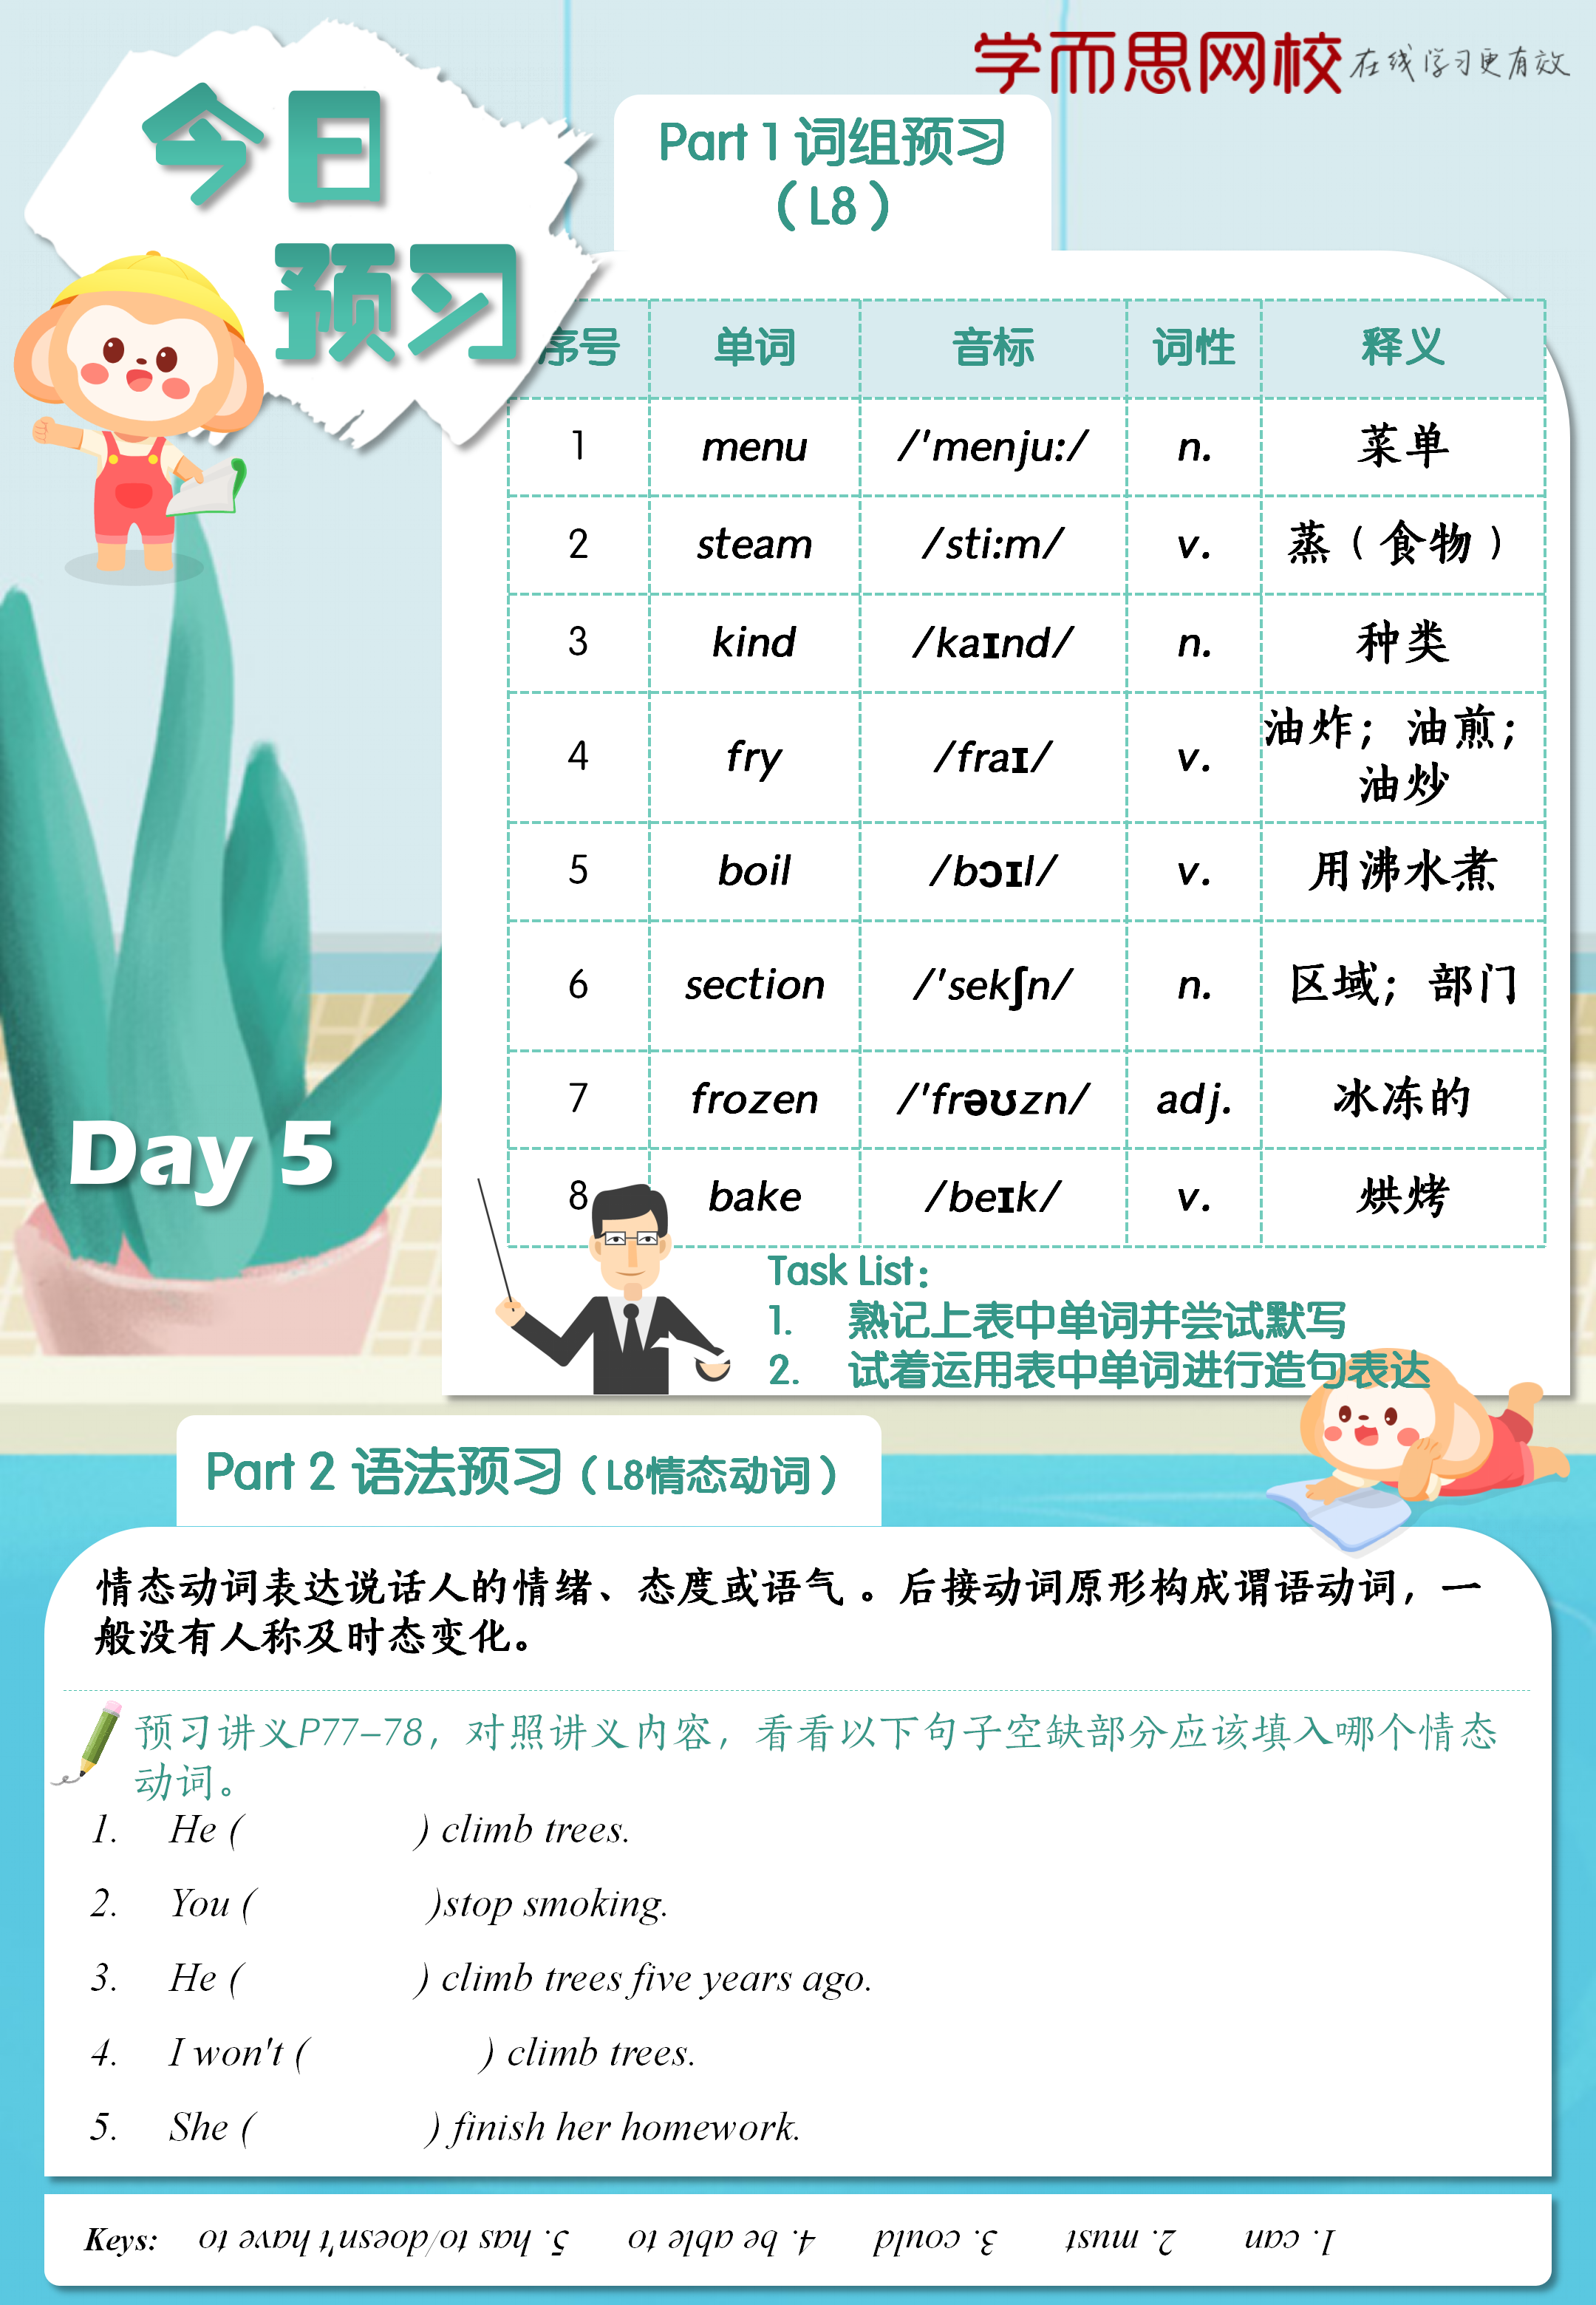 学而思网校 在线学习更有效
今日
预习
Part 1 词组预习
（L8）
序号 单词 音标 词性 释义
1 menu /'menju:/ n. 菜单
2 steam /sti:m/ v. 蒸（食物）
3 kind /kaɪnd/ n. 种类
4 fry /fraɪ/ v. 油炸；油煎；
油炒
5 boil /bɔɪl/ v. 用沸水煮
6 section /'sekʃn/ n. 区域；部门
7 frozen /'frəʊzn/ adj. 冰冻的
8 bake /beɪk/ v. 烘烤
Day 5
Task List：
1. 熟记上表中单词并尝试默写
2. 试着运用表中单词进行造句表达
Part 2 语法预习（L8情态动词）
情态动词表达说话人的情绪、态度或语气 。后接动词原形构成谓语动词，一
般没有人称及时态变化。
预习讲义P77-78，对照讲义内容，看看以下句子空缺部分应该填入哪个情态
动词。
1. He ( ) climb trees.
2. You ( )stop smoking.
3. He ( ) climb trees five years ago.
4. I won't ( ) climb trees.
5. She ( ) finish her homework.
Keys: 1. can 2. must 3. could 4. be able to 5. has to/doesn't have to